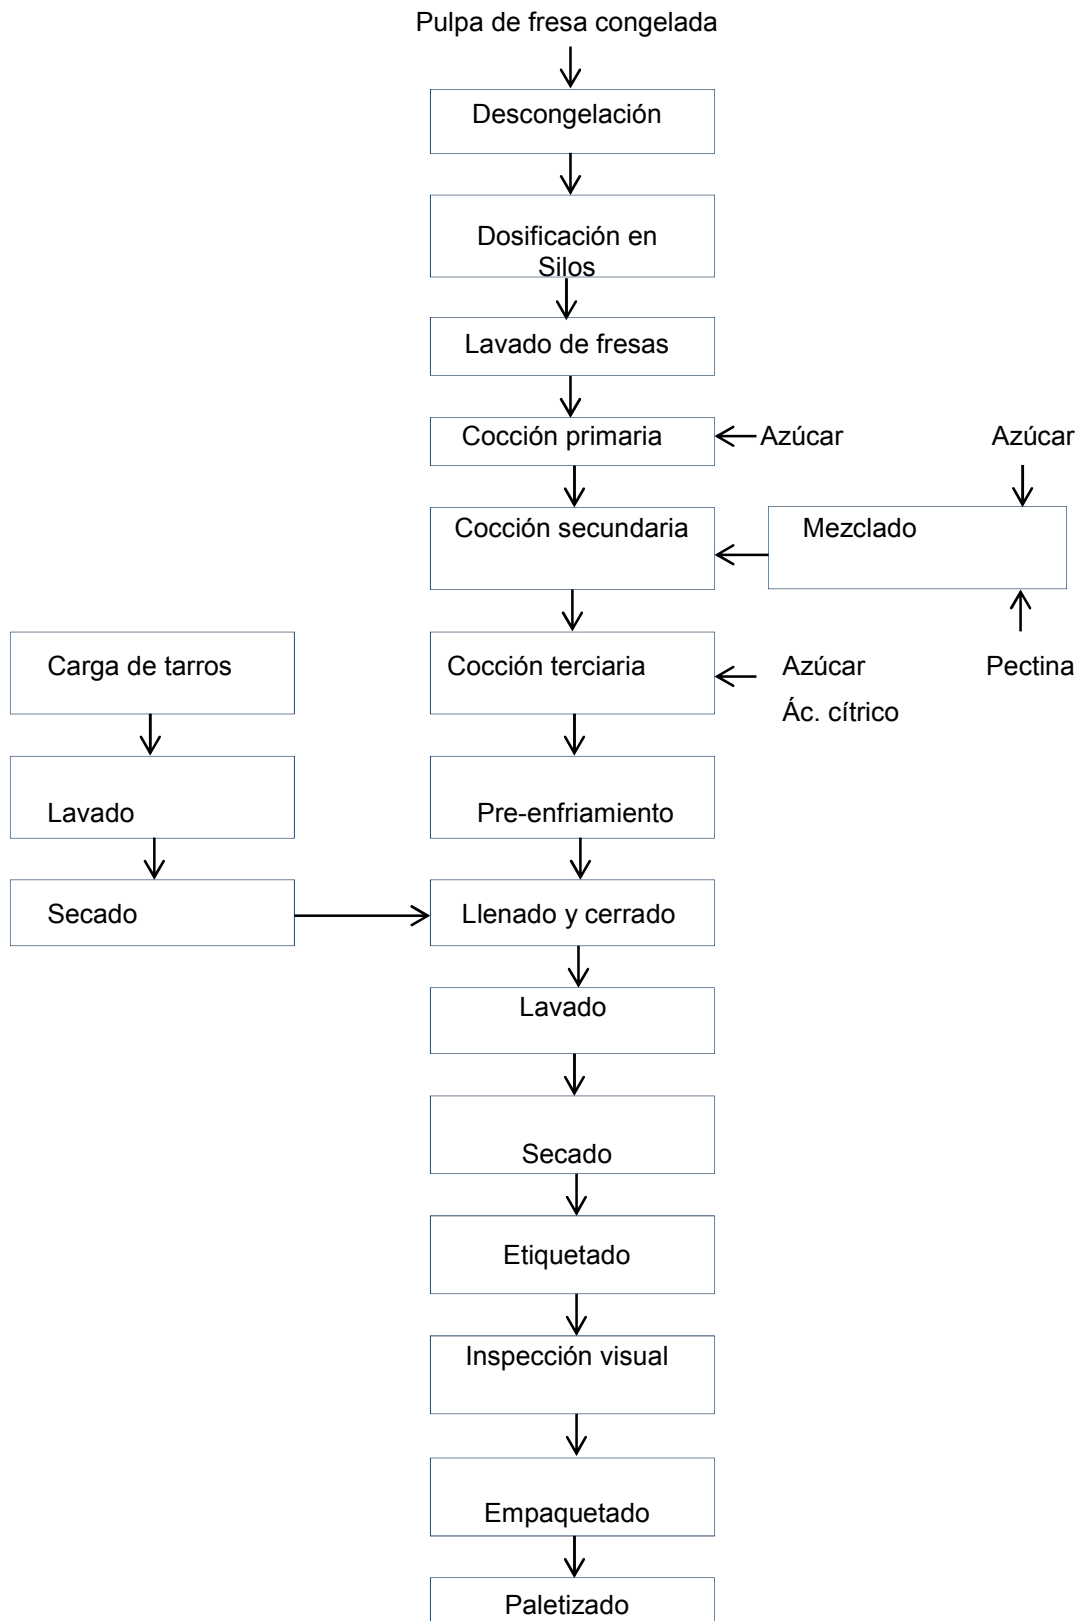 Pulpa de fresa congelada
Descongelación
Dosificación en
Silos
Lavado de fresas
Cocción primaria
Azúcar
Azúcar
Cocción secundaria
Mezclado
Carga de tarros
Cocción terciaria
Azúcar
Pectina
Ác. cítrico
Lavado
Pre-enfriamiento
Secado
Llenado y cerrado
Lavado
Secado
Etiquetado
Inspección visual
Empaquetado
Paletizado